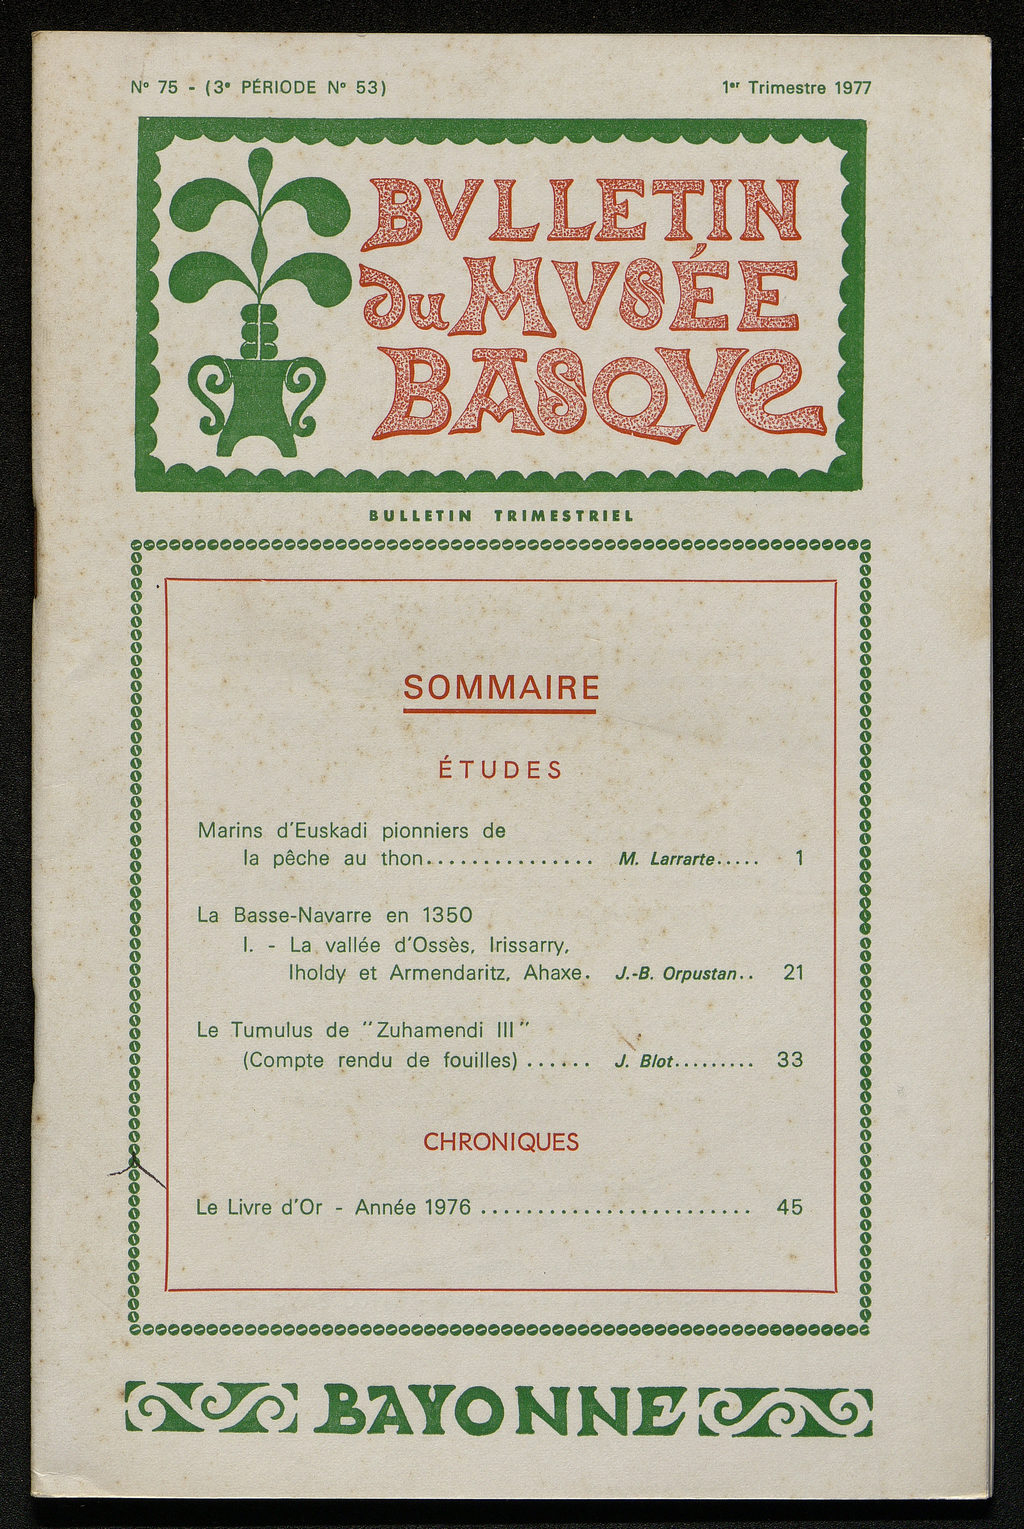 N° 75 - (3e PÉRIODE N° 53)
1er Trimestre 1977
BVLLETIN
du MVSÉE
BASQVE
BULLETIN TRIMESTRIEL
SOMMAIRE
ÉTUDES
Marins d'Euskadi pionniers de
la pêche au thon............... M. Larrarte..... 1
La Basse-Navarre en 1350
I. - La vallée d'Ossès, Irissarry,
Iholdy et Armendaritz, Ahaxe. J.-B. Orpustan.. 21
Le Tumulus de "Zuhamendi III"
(Compte rendu de fouilles) ...... J. Blot......... 33
CHRONIQUES
Le Livre d'Or - Année 1976 ........................ 45
BAYONNE